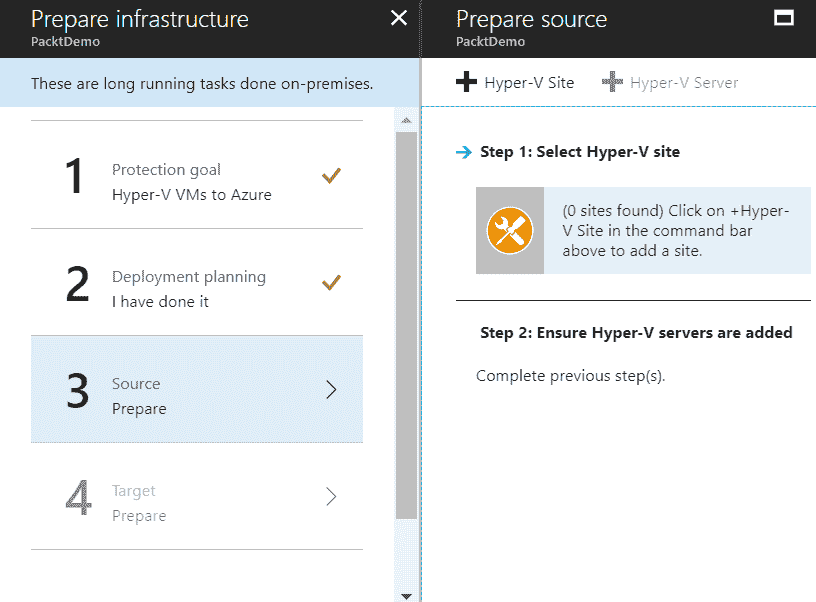 Prepare infrastructure
PacktDemo
These are long running tasks done on-premises.
1
Protection goal
Hyper-V VMs to Azure
2
Deployment planning
I have done it
3
Source
Prepare
4
Target
Prepare
Prepare source
PacktDemo
Hyper-V Site
Hyper-V Server
Step 1: Select Hyper-V site
(0 sites found) Click on +Hyper-
V Site in the command bar
above to add a site.
Step 2: Ensure Hyper-V servers are added
Complete previous step(s).